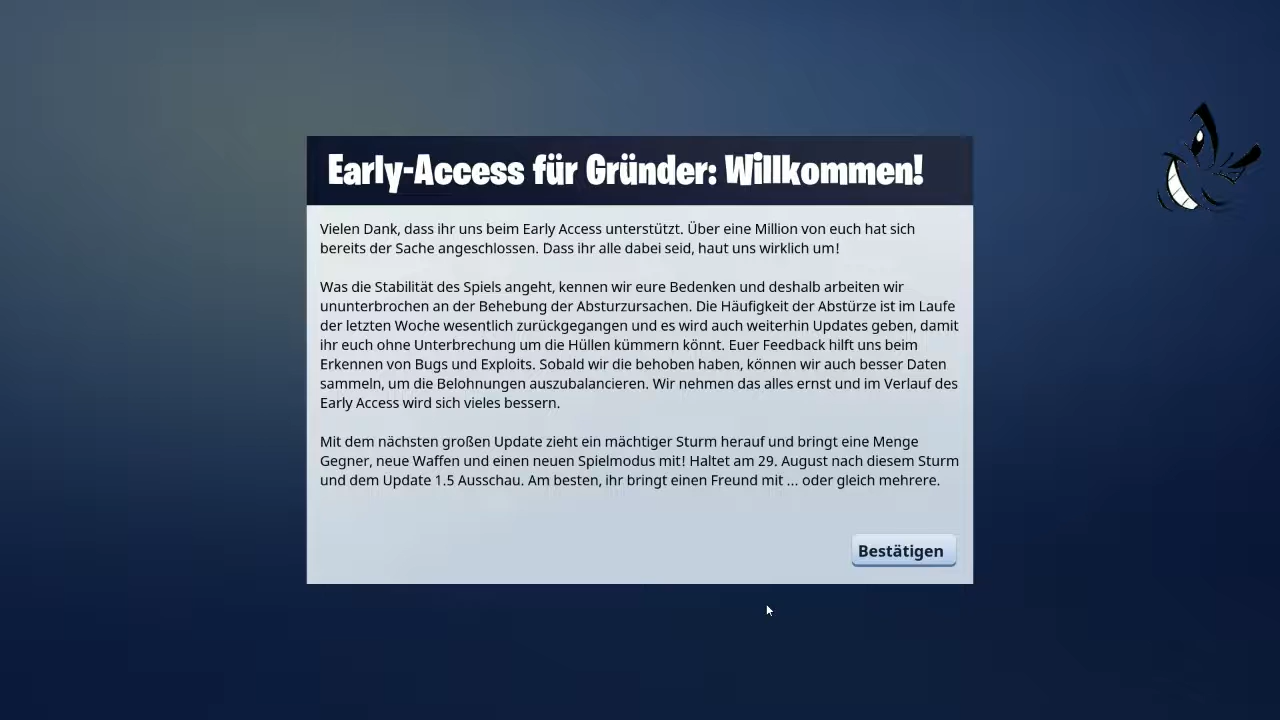 Early-Access für Gründer: Willkommen!
Vielen Dank, dass ihr uns beim Early Access unterstützt. Über eine Million von euch hat sich
bereits der Sache angeschlossen. Dass ihr alle dabei seid, haut uns wirklich um!
Was die Stabilität des Spiels angeht, kennen wir eure Bedenken und deshalb arbeiten wir
ununterbrochen an der Behebung der Absturzursachen. Die Häufigkeit der Abstürze ist im Laufe
der letzten Woche wesentlich zurückgegangen und es wird auch weiterhin Updates geben, damit
ihr euch ohne Unterbrechung um die Hüllen kümmern könnt. Euer Feedback hilft uns beim
Erkennen von Bugs und Exploits. Sobald wir die behoben haben, können wir auch besser Daten
sammeln, um die Belohnungen auszubalancieren. Wir nehmen das alles ernst und im Verlauf des
Early Access wird sich vieles bessern.
Mit dem nächsten großen Update zieht ein mächtiger Sturm herauf und bringt eine Menge
Gegner, neue Waffen und einen neuen Spielmodus mit! Haltet am 29. August nach diesem Sturm
und dem Update 1.5 Ausschau. Am besten, ihr bringt einen Freund mit ... oder gleich mehrere.
Bestätigen